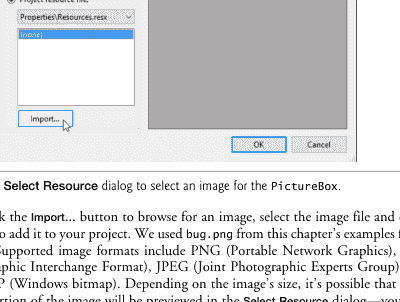 Project resource file:
Properties\Resources.resx
(none)
Import...
OK
Cancel
Select Resource dialog to select an image for the PictureBox.
the Import... button to browse for an image, select the image file and
to add it to your project. We used bug.png from this chapter's examples
Supported image formats include PNG (Portable Network Graphics),
aphic Interchange Format), JPEG (Joint Photographic Experts Group)
P (Windows bitmap). Depending on the image's size, it's possible that
rtion of the image will be previewed in the Select Resource dialog—you